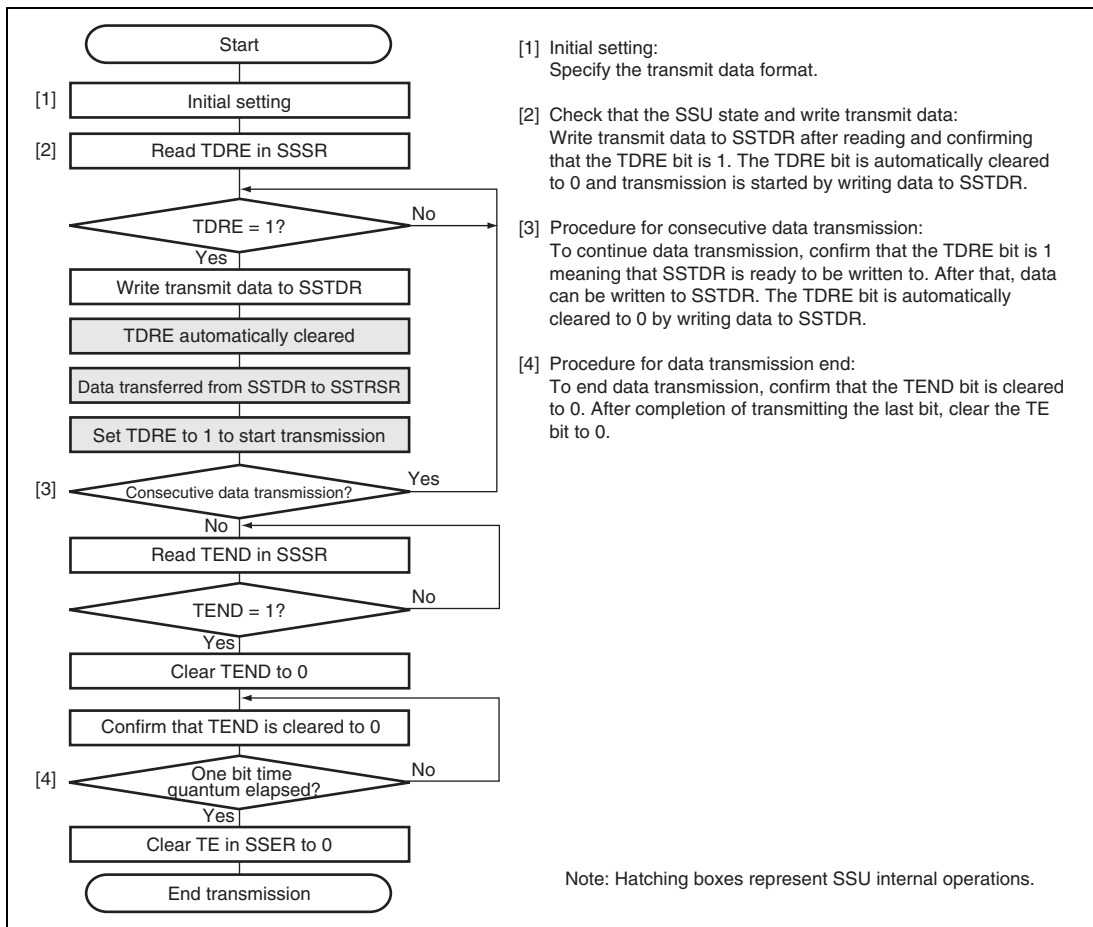 Start
[1] Initial setting
[2] Read TDRE in SSSR
TDRE = 1?
No
Yes
Write transmit data to SSTDR
TDRE automatically cleared
Data transferred from SSTDR to SSTRSR
Set TDRE to 1 to start transmission
[3] Consecutive data transmission?
Yes
No
Read TEND in SSSR
TEND = 1?
No
Yes
Clear TEND to 0
Confirm that TEND is cleared to 0
[4] One bit time
quantum elapsed?
No
Yes
Clear TE in SSER to 0
End transmission
[1] Initial setting:
Specify the transmit data format.
[2] Check that the SSU state and write transmit data:
Write transmit data to SSTDR after reading and confirming
that the TDRE bit is 1. The TDRE bit is automatically cleared
to 0 and transmission is started by writing data to SSTDR.
[3] Procedure for consecutive data transmission:
To continue data transmission, confirm that the TDRE bit is 1
meaning that SSTDR is ready to be written to. After that, data
can be written to SSTDR. The TDRE bit is automatically
cleared to 0 by writing data to SSTDR.
[4] Procedure for data transmission end:
To end data transmission, confirm that the TEND bit is cleared
to 0. After completion of transmitting the last bit, clear the TE
bit to 0.
Note: Hatching boxes represent SSU internal operations.